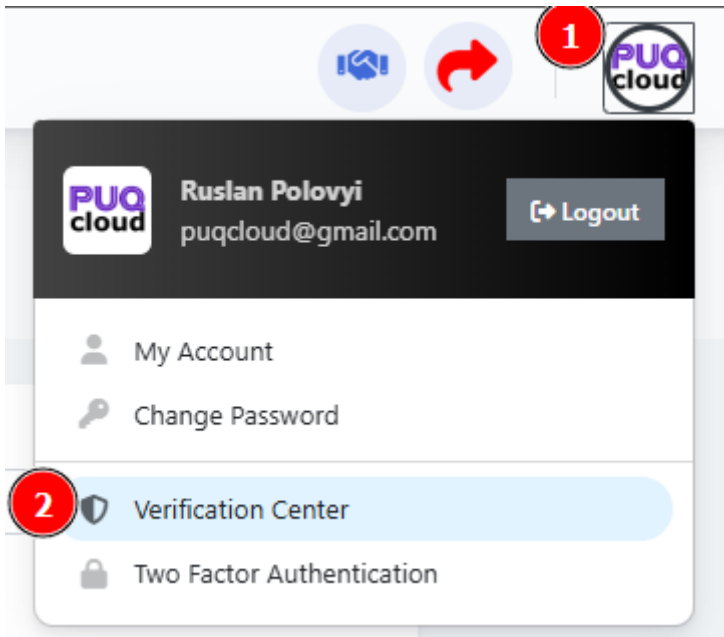 1
PUQ
cloud
PUQ
cloud
Ruslan Polovyi
puqcloud@gmail.com
Logout
My Account
Change Password
2
Verification Center
Two Factor Authentication